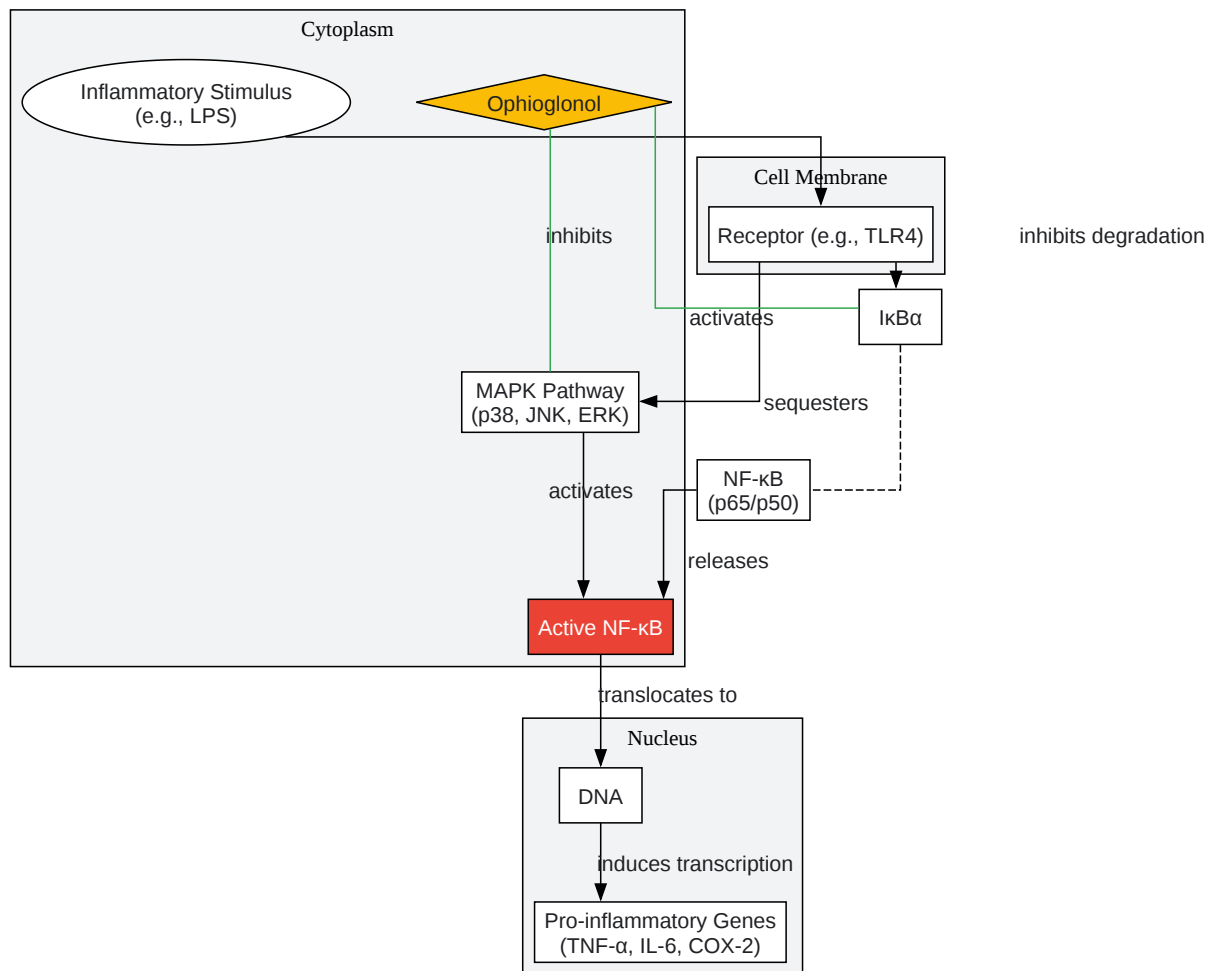 Cytoplasm
Inflammatory Stimulus
(e.g., LPS)
Ophioglonol
Cell Membrane
Receptor (e.g., TLR4)
inhibits
inhibits degradation
activates
IκBα
MAPK Pathway
(p38, JNK, ERK)
sequesters
activates
NF-κB
(p65/p50)
releases
Active NF-κB
translocates to
Nucleus
DNA
induces transcription
Pro-inflammatory Genes
(TNF-α, IL-6, COX-2)